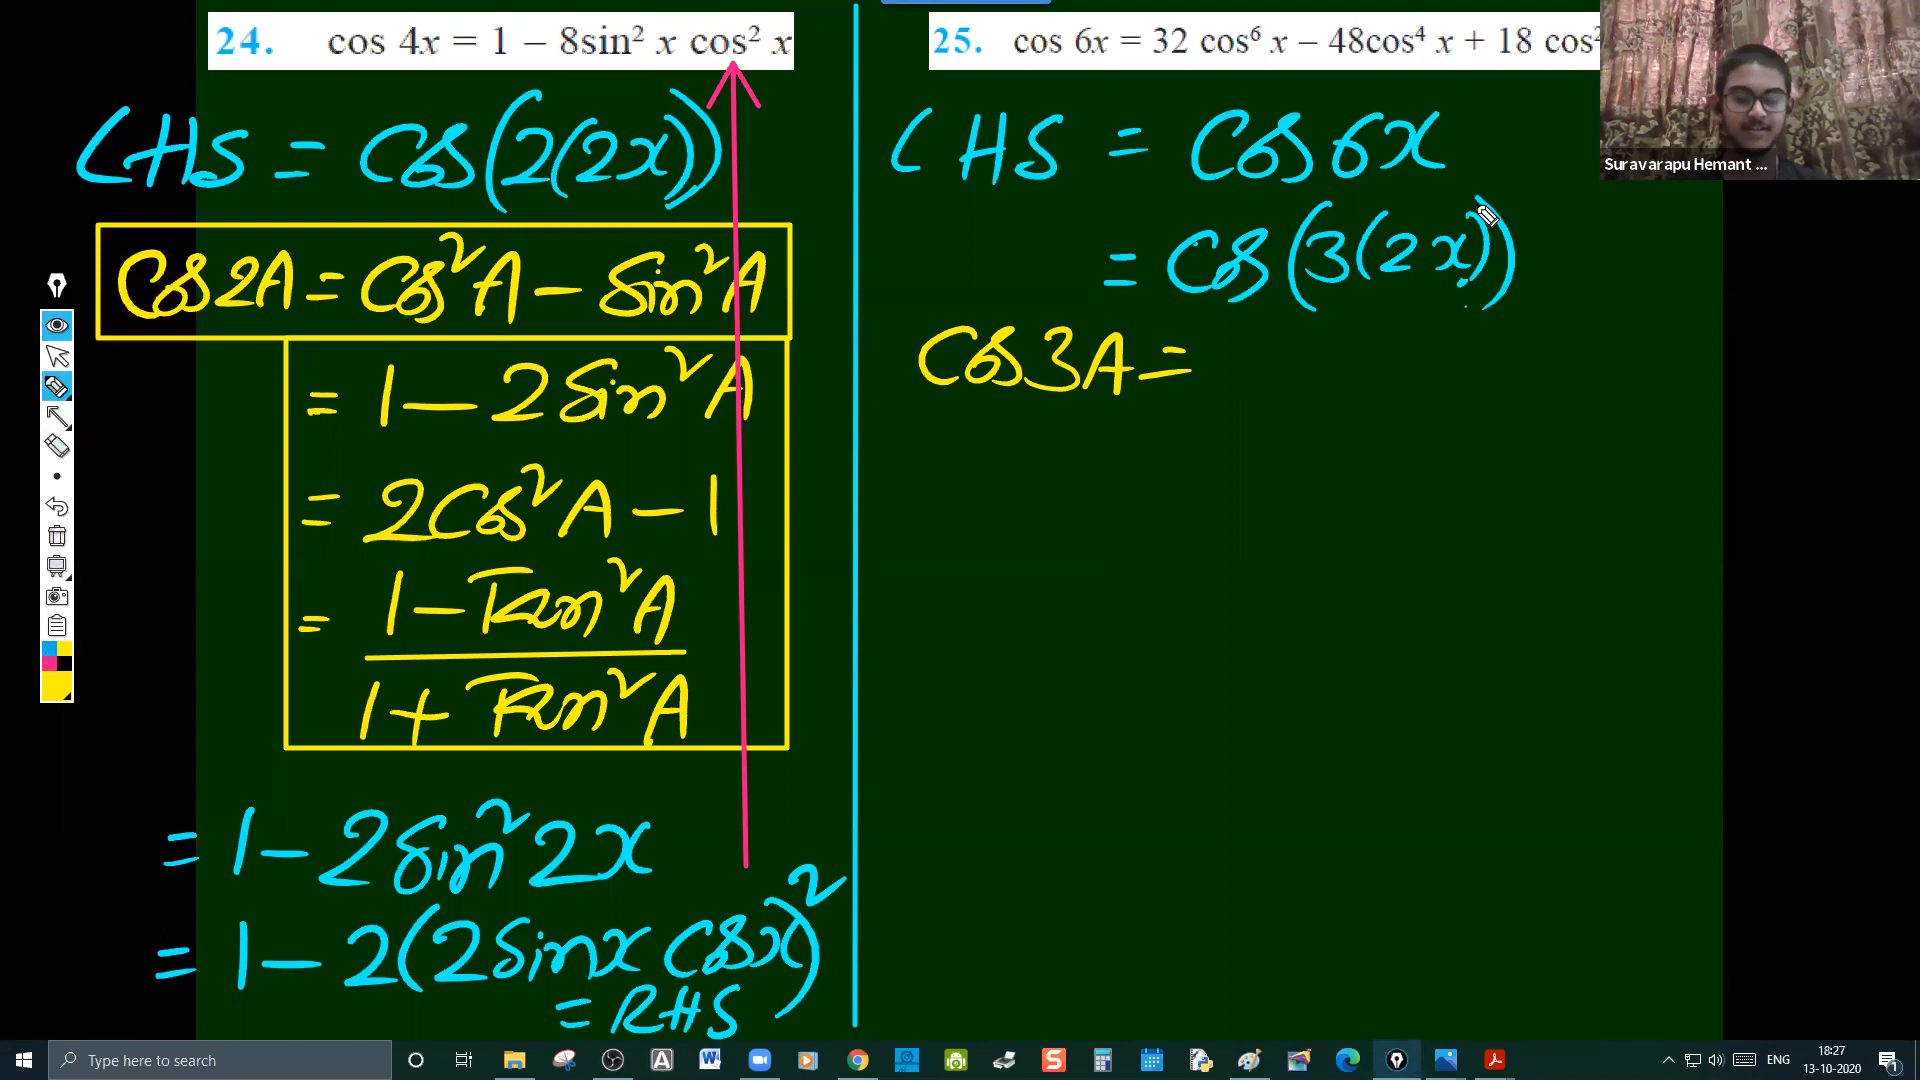 24. cos 4x = 1 – 8sin² x cos² x
LHS = Cos(2(2x))
Cos2A = Cos²A – Sin²A
= 1 – 2Sin²A
= 2Cos²A – 1
= 1 – Tan²A
1 + Tan²A
= 1 – 2Sin²2x
= 1 – 2(2Sinx Cosx)²
= RHS
25. cos 6x = 32 cos⁶ x – 48cos⁴ x + 18 cos²
LHS = Cos6x
= Cos(3(2x))
Cos3A =
Suravarapu Hemant ...
Type here to search
ENG
18:27
13-10-2020
1